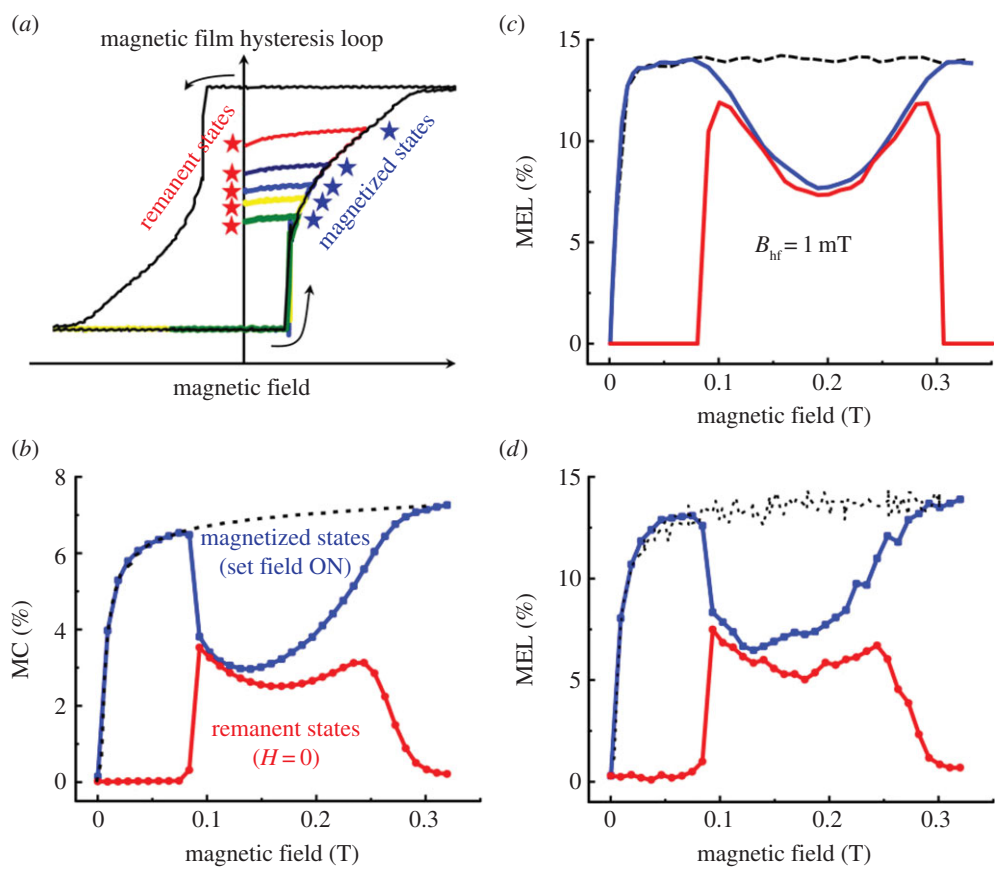 (a)
magnetic film hysteresis loop
remanent states
magnetized states
magnetic field
(b)
8
6
4
2
0
MC (%)
magnetized states
(set field ON)
remanent states
(H = 0)
0 0.1 0.2 0.3
magnetic field (T)
(c)
15
10
5
0
MEL (%)
Bhf = 1 mT
0 0.1 0.2 0.3
magnetic field (T)
(d)
15
10
5
0
MEL (%)
0 0.1 0.2 0.3
magnetic field (T)